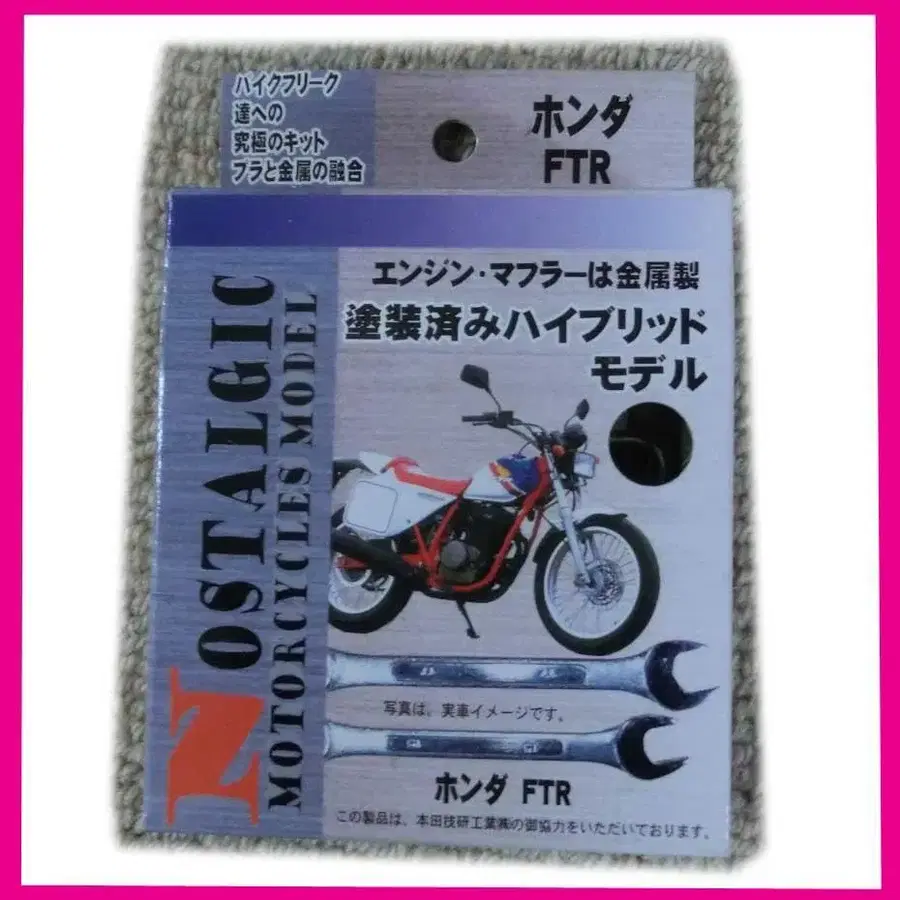 バイクフリーク
達への
究極のキット
プラと金属の融合
ホンダ
FTR
エンジン・マフラーは金属製
塗装済みハイブリッド
モデル
NOSTALGIC
MOTORCYCLES MODEL
写真は、実車イメージです。
ホンダ FTR
この製品は、本田技研工業㈱の御協力をいただいております。